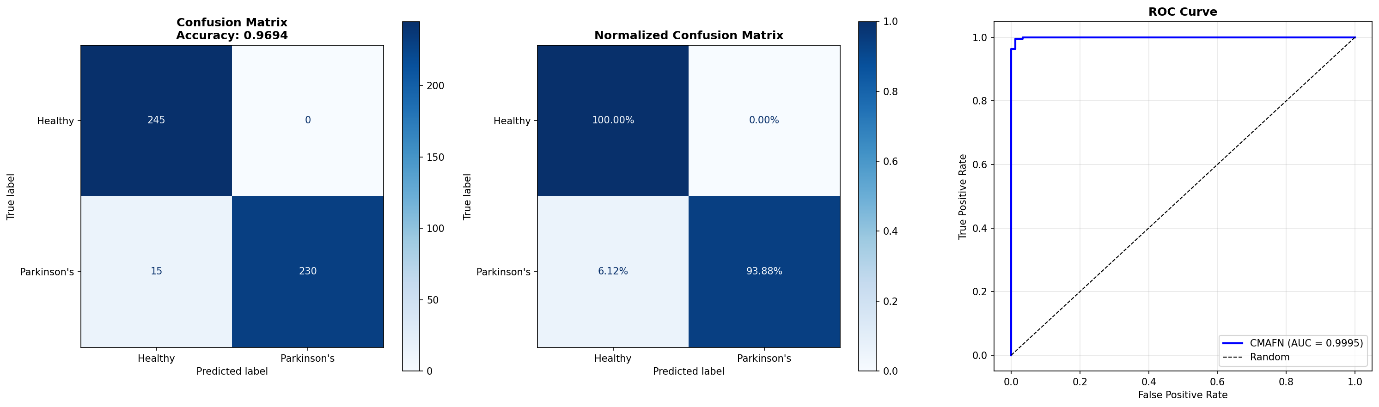 Confusion Matrix
Accuracy: 0.9694
True label
Healthy
Parkinson's
245
0
15
230
Healthy
Parkinson's
Predicted label
200
150
100
50
0
Normalized Confusion Matrix
True label
Healthy
Parkinson's
100.00%
0.00%
6.12%
93.88%
Healthy
Parkinson's
Predicted label
1.0
0.8
0.6
0.4
0.2
0.0
ROC Curve
True Positive Rate
1.0
0.8
0.6
0.4
0.2
0.0
CMAFN (AUC = 0.9995)
Random
0.0
0.2
0.4
0.6
0.8
1.0
False Positive Rate